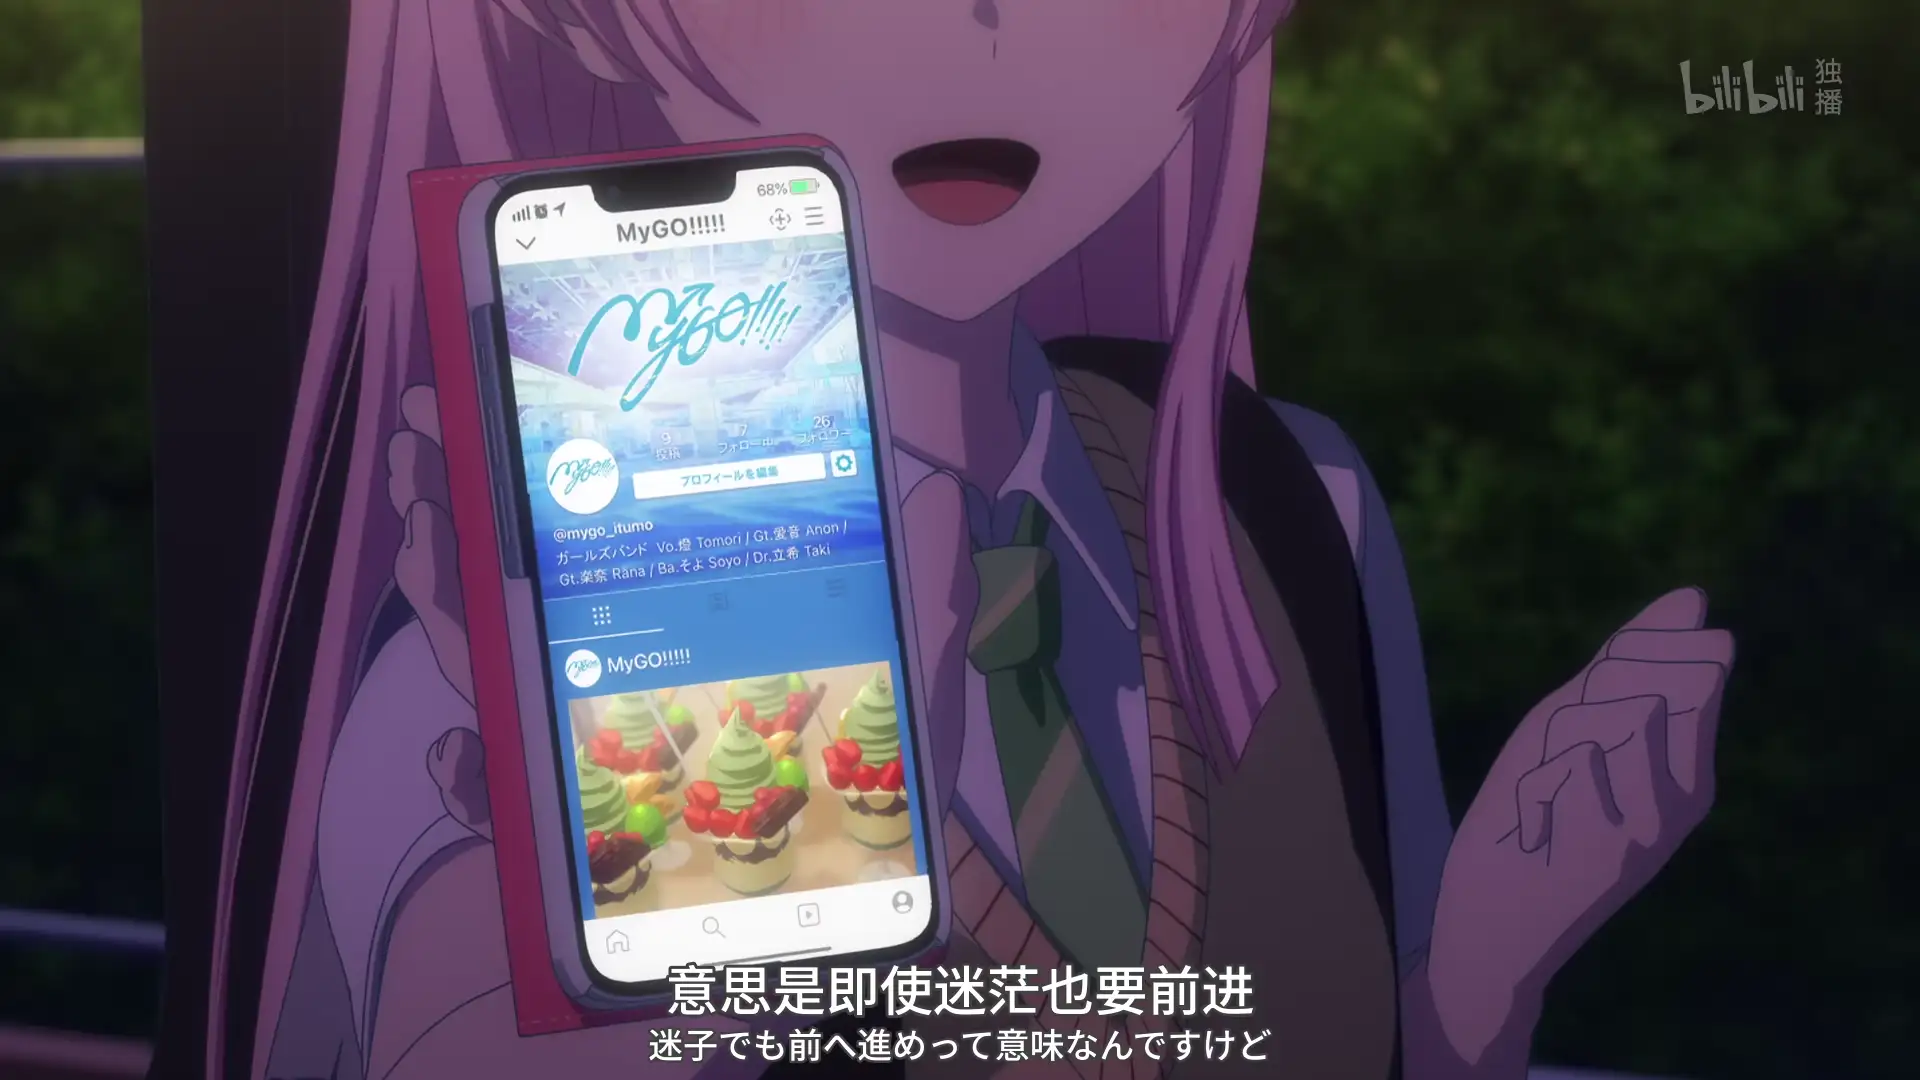 bilibili 独播
68%
MyGO!!!!!
MyGO!!!!!
9 7 26
投稿 フォロー中 フォロワー
MyGO!!!!!
プロフィールを編集
@mygo_itumo
ガールズバンド Vo.燈 Tomori / Gt.愛音 Anon /
Gt.楽奈 Rāna / Ba.そよ Soyo / Dr.立希 Taki
MyGO!!!!!
MyGO!!!!!
意思是即使迷茫也要前进
迷子でも前へ進めって意味なんですけど